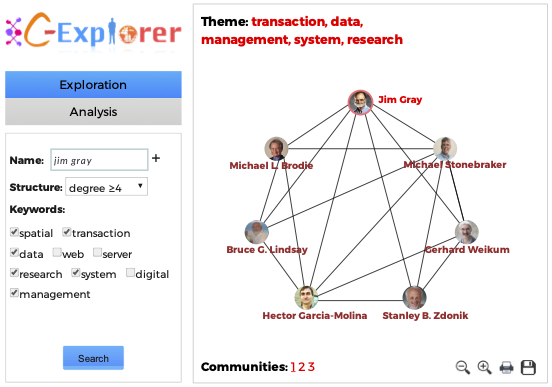 C-Explorer
Exploration
Analysis
Name: jim gray +
Structure: degree ≥4
Keywords:
spatial transaction
data web server
research system digital
management
Search
Theme: transaction, data,
management, system, research
Jim Gray
Michael L. Brodie
Michael Stonebraker
Bruce G. Lindsay
Gerhard Weikum
Hector Garcia-Molina
Stanley B. Zdonik
Communities: 1 2 3